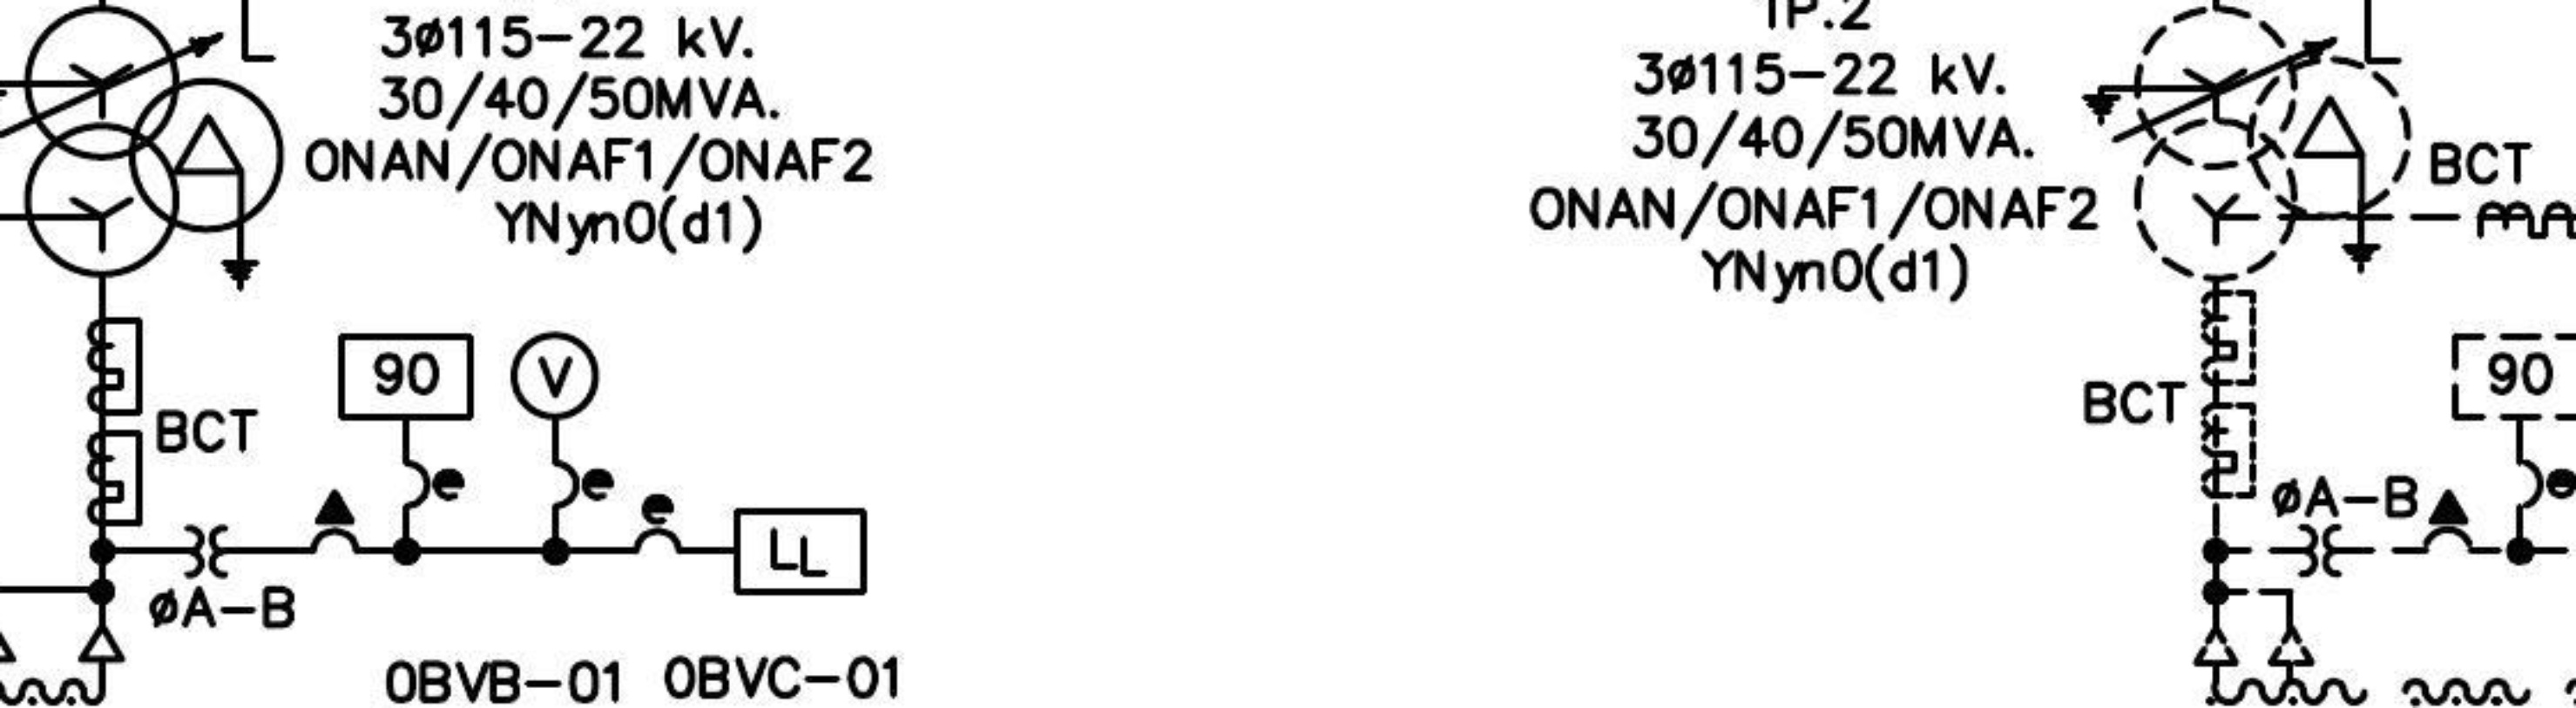 3ø115-22 kV.
30/40/50MVA.
ONAN/ONAF1/ONAF2
YNyn0(d1)
BCT
90
V
LL
øA-B
0BVB-01
0BVC-01
TP.2
3ø115-22 kV.
30/40/50MVA.
ONAN/ONAF1/ONAF2
YNyn0(d1)
BCT
BCT
90
øA-B